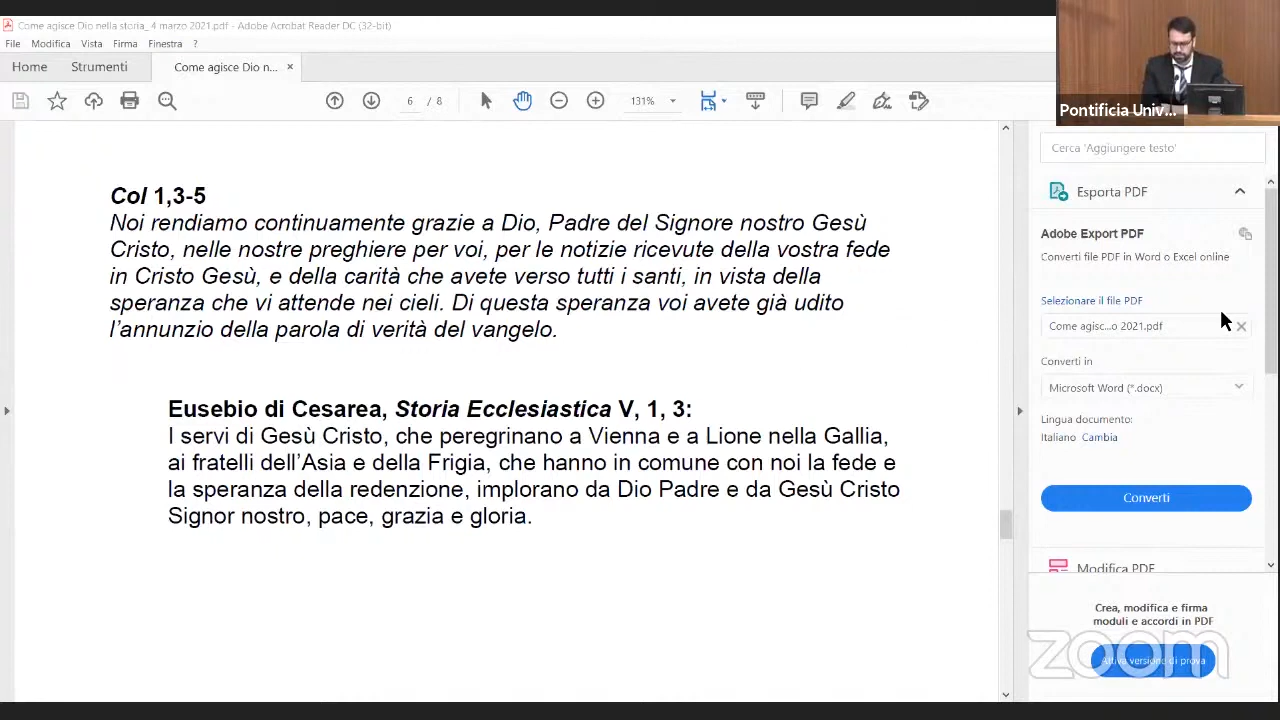 Come agisce Dio nella storia_ 4 marzo 2021.pdf - Adobe Acrobat Reader DC (32-bit)
File Modifica Vista Firma Finestra ?
Home Strumenti Come agisce Dio n... ×
6 / 8 131%
Pontificia Univ...
Col 1,3-5
Noi rendiamo continuamente grazie a Dio, Padre del Signore nostro Gesù
Cristo, nelle nostre preghiere per voi, per le notizie ricevute della vostra fede
in Cristo Gesù, e della carità che avete verso tutti i santi, in vista della
speranza che vi attende nei cieli. Di questa speranza voi avete già udito
l’annunzio della parola di verità del vangelo.
Eusebio di Cesarea, Storia Ecclesiastica V, 1, 3:
I servi di Gesù Cristo, che peregrinano a Vienna e a Lione nella Gallia,
ai fratelli dell’Asia e della Frigia, che hanno in comune con noi la fede e
la speranza della redenzione, implorano da Dio Padre e da Gesù Cristo
Signor nostro, pace, grazia e gloria.
Cerca 'Aggiungere testo'
Esporta PDF
Adobe Export PDF
Converti file PDF in Word o Excel online
Selezionare il file PDF
Come agisc...o 2021.pdf
Converti in
Microsoft Word (*.docx)
Lingua documento:
Italiano Cambia
Converti
Modifica PDF
Crea, modifica e firma
moduli e accordi in PDF
Attiva versione di prova
zoom